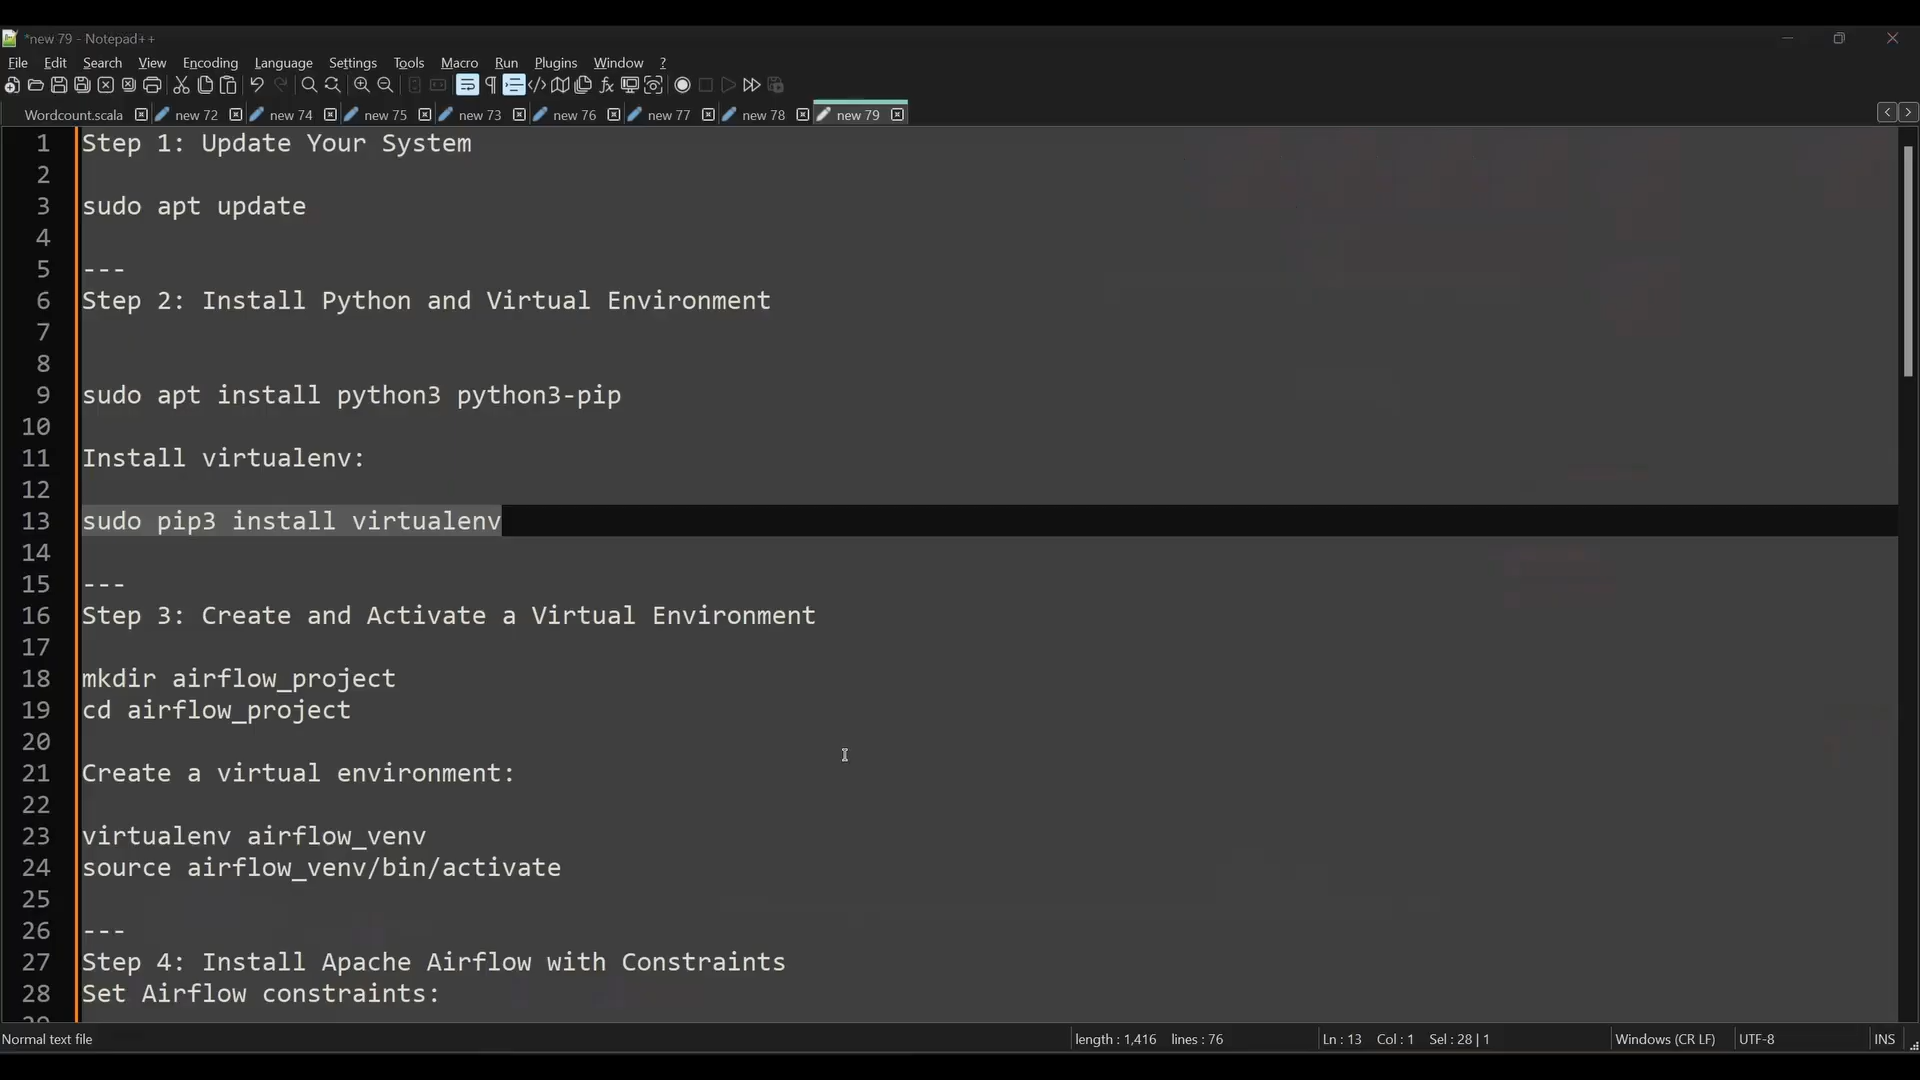 *new 79 - Notepad++
File Edit Search View Encoding Language Settings Tools Macro Run Plugins Window ?
Wordcount.scala new 72 new 74 new 75 new 73 new 76 new 77 new 78 new 79
1 Step 1: Update Your System
2
3 sudo apt update
4
5 ---
6 Step 2: Install Python and Virtual Environment
7
8
9 sudo apt install python3 python3-pip
10
11 Install virtualenv:
12
13 sudo pip3 install virtualenv
14
15 ---
16 Step 3: Create and Activate a Virtual Environment
17
18 mkdir airflow_project
19 cd airflow_project
20
21 Create a virtual environment:
22
23 virtualenv airflow_venv
24 source airflow_venv/bin/activate
25
26 ---
27 Step 4: Install Apache Airflow with Constraints
28 Set Airflow constraints:
29
Normal text file length : 1,416 lines : 76 Ln : 13 Col : 1 Sel : 28 | 1 Windows (CR LF) UTF-8 INS